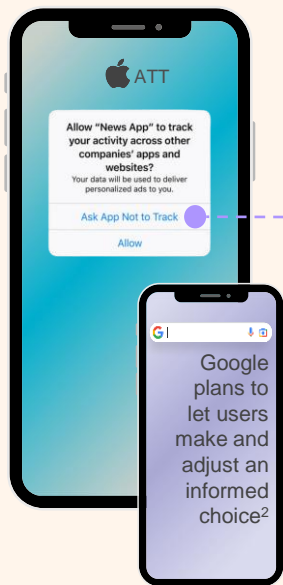 ATT
Allow “News App” to track
your activity across other
companies’ apps and
websites?
Your data will be used to deliver
personalized ads to you.
Ask App Not to Track
Allow
G
Google
plans to
let users
make and
adjust an
informed
choice²